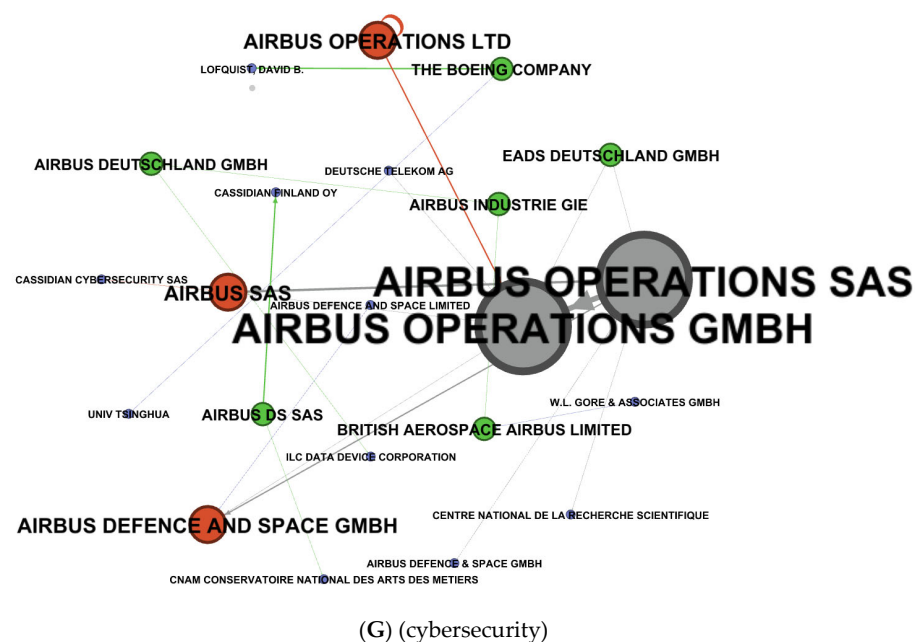 AIRBUS OPERATIONS LTD
LOFQUIST, DAVID B.
THE BOEING COMPANY
AIRBUS DEUTSCHLAND GMBH
EADS DEUTSCHLAND GMBH
DEUTSCHE TELEKOM AG
CASSIDIAN FINLAND OY
AIRBUS INDUSTRIE GIE
CASSIDIAN CYBERSECURITY SAS
AIRBUS OPERATIONS SAS
AIRBUS SAS
AIRBUS DEFENCE AND SPACE LIMITED
AIRBUS OPERATIONS GMBH
W.L. GORE & ASSOCIATES GMBH
UNIV TSINGHUA
AIRBUS DS SAS
BRITISH AEROSPACE AIRBUS LIMITED
ILC DATA DEVICE CORPORATION
CENTRE NATIONAL DE LA RECHERCHE SCIENTIFIQUE
AIRBUS DEFENCE AND SPACE GMBH
AIRBUS DEFENCE & SPACE GMBH
CNAM CONSERVATOIRE NATIONAL DES ARTS DES METIERS
(G) (cybersecurity)